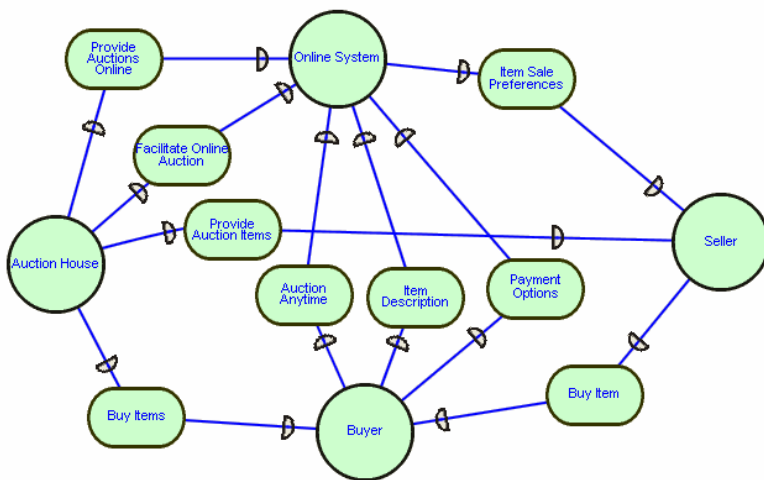 Provide
Auctions
Online
Online System
Item Sale
Preferences
Facilitate Online
Auction
Provide
Auction Items
Seller
Auction House
Auction
Anytime
Item
Description
Payment
Options
Buy Items
Buyer
Buy Item